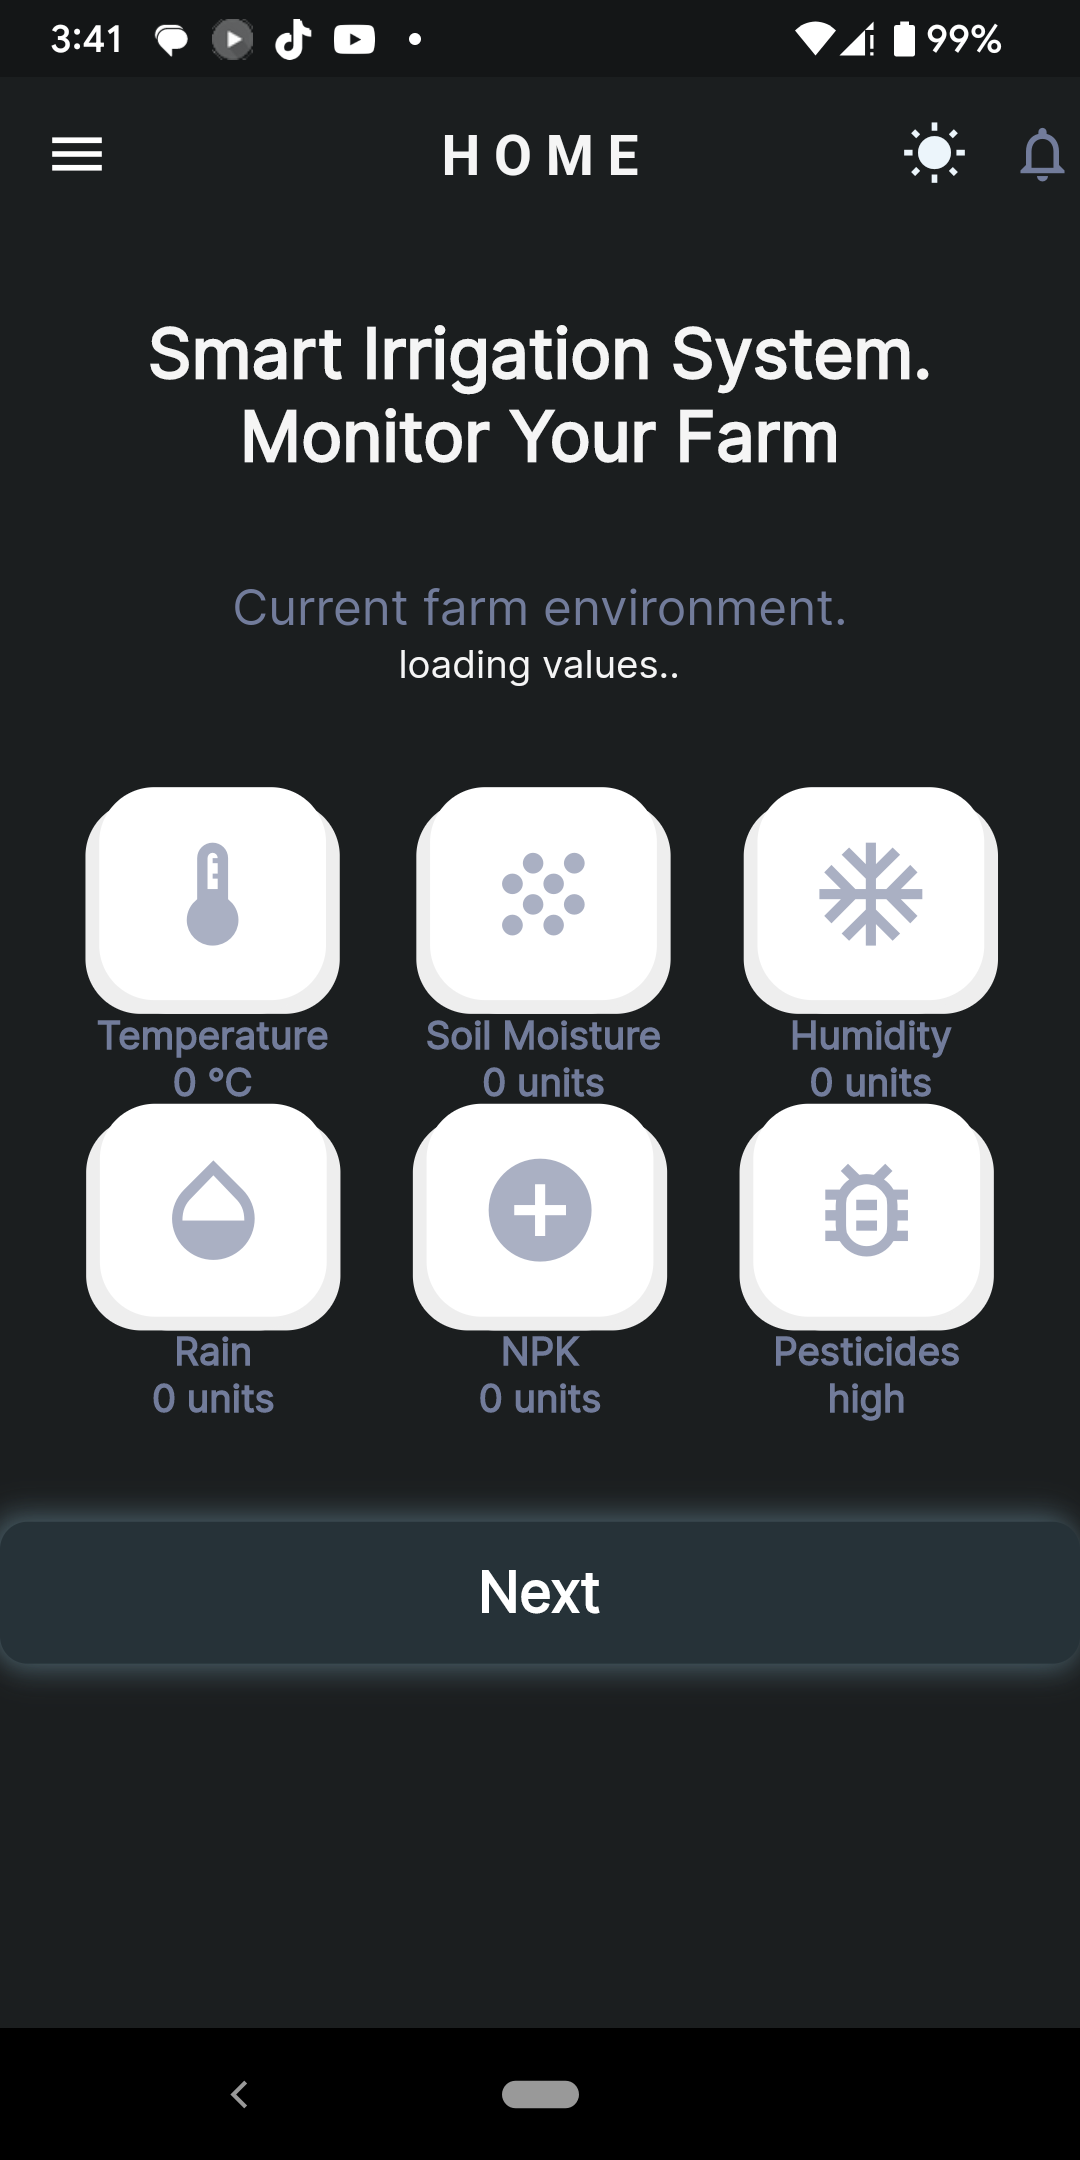 3:41 99%
HOME
Smart Irrigation System.
Monitor Your Farm
Current farm environment.
loading values..
Temperature Soil Moisture Humidity
0 °C 0 units 0 units
Rain NPK Pesticides
0 units 0 units high
Next